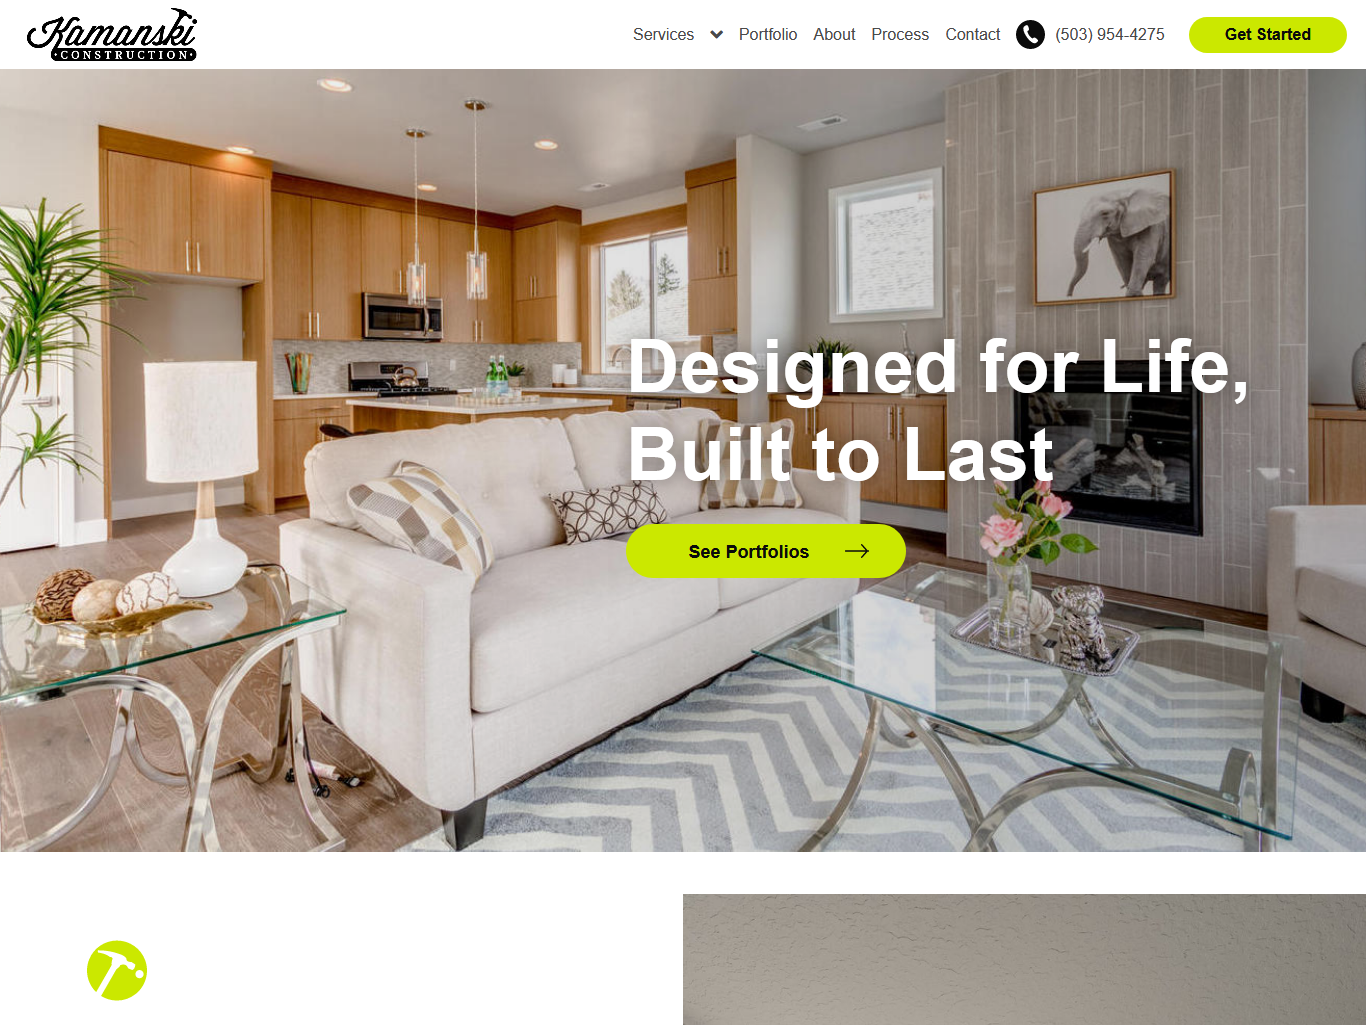 Kamanski
CONSTRUCTION
Services
Portfolio
About
Process
Contact
(503) 954-4275
Get Started
Designed for Life,
Built to Last
See Portfolios